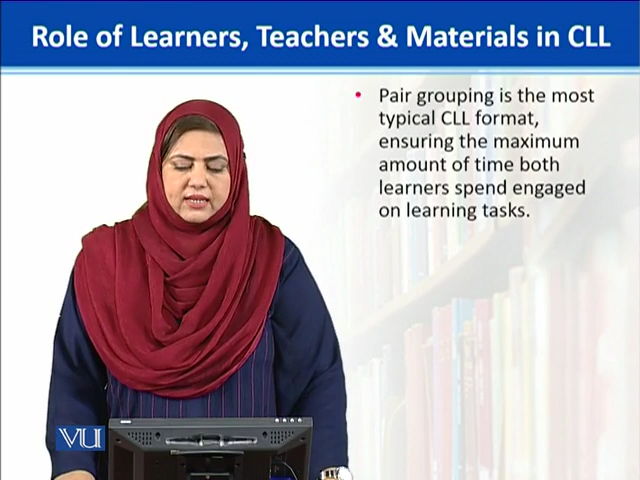 Role of Learners, Teachers & Materials in CLL
• Pair grouping is the most
typical CLL format,
ensuring the maximum
amount of time both
learners spend engaged
on learning tasks.
VU